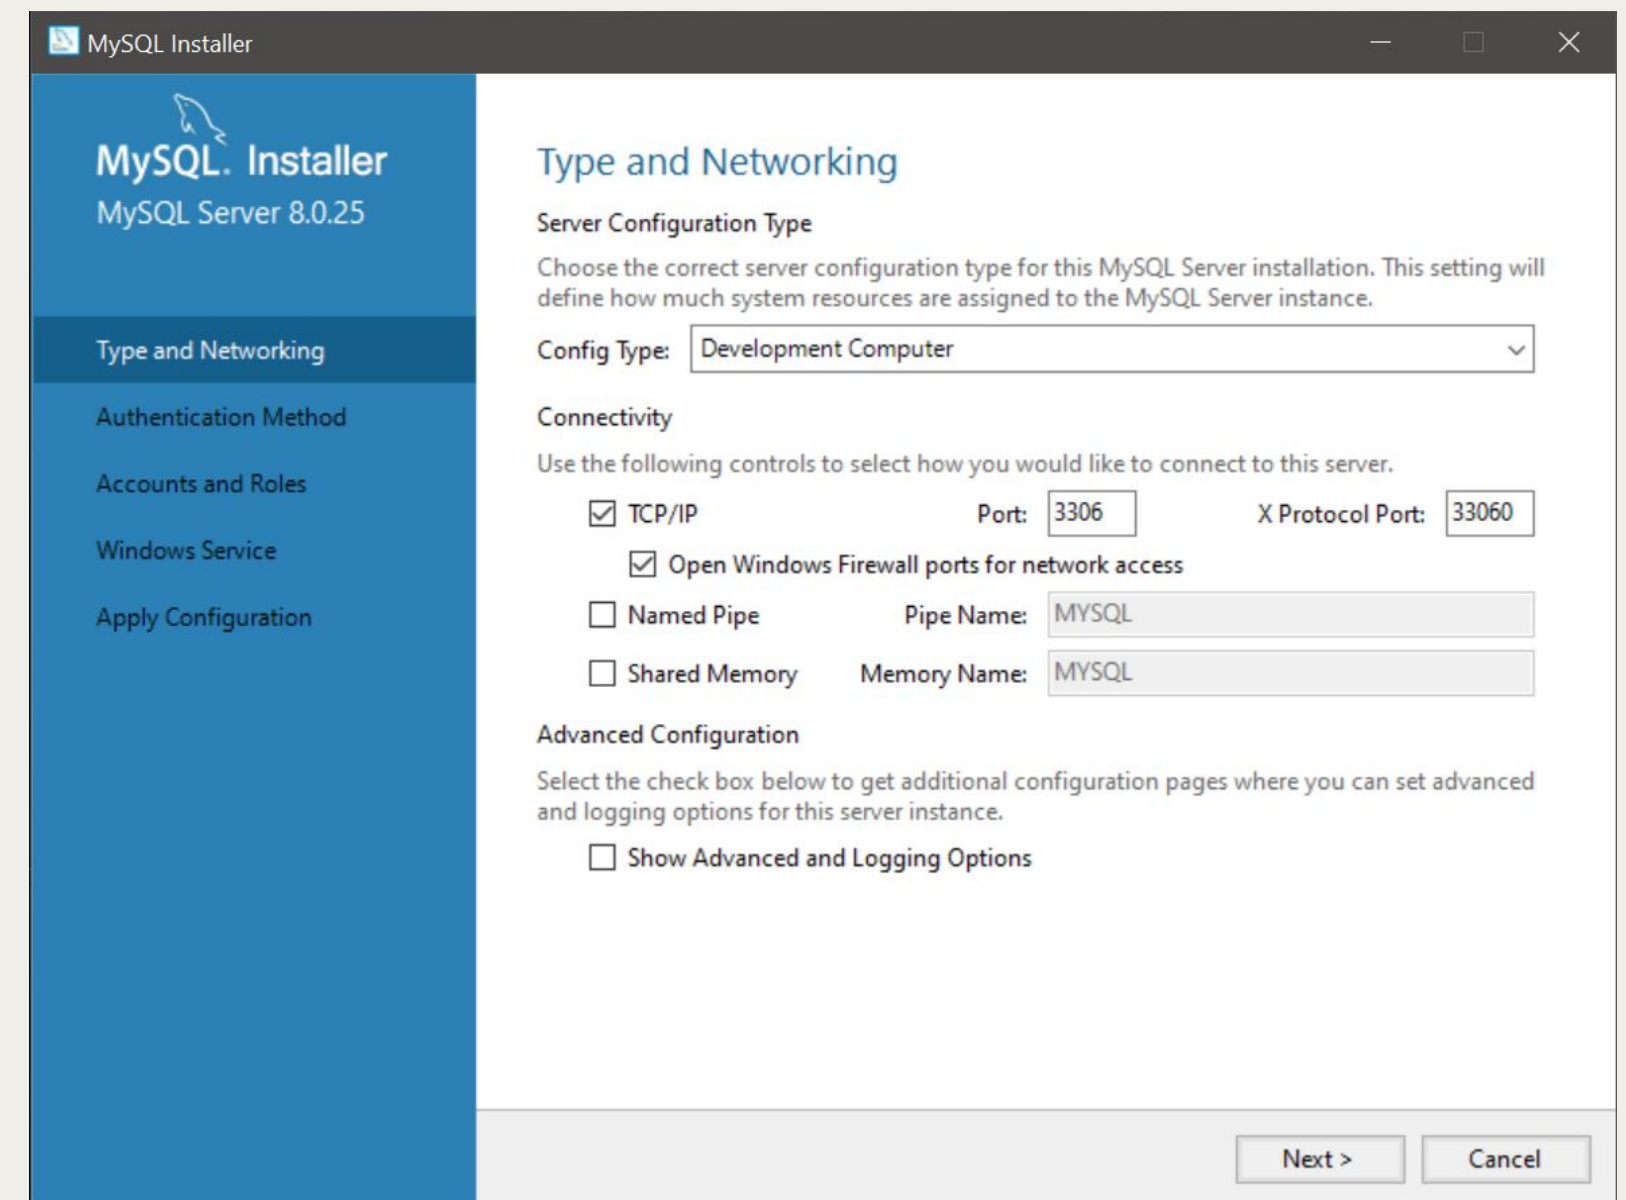 MySQL Installer
MySQL. Installer
MySQL Server 8.0.25
Type and Networking
Authentication Method
Accounts and Roles
Windows Service
Apply Configuration
Type and Networking
Server Configuration Type
Choose the correct server configuration type for this MySQL Server installation. This setting will
define how much system resources are assigned to the MySQL Server instance.
Config Type: Development Computer
Connectivity
Use the following controls to select how you would like to connect to this server.
TCP/IP Port: 3306 X Protocol Port: 33060
Open Windows Firewall ports for network access
Named Pipe Pipe Name: MYSQL
Shared Memory Memory Name: MYSQL
Advanced Configuration
Select the check box below to get additional configuration pages where you can set advanced
and logging options for this server instance.
Show Advanced and Logging Options
Next > Cancel